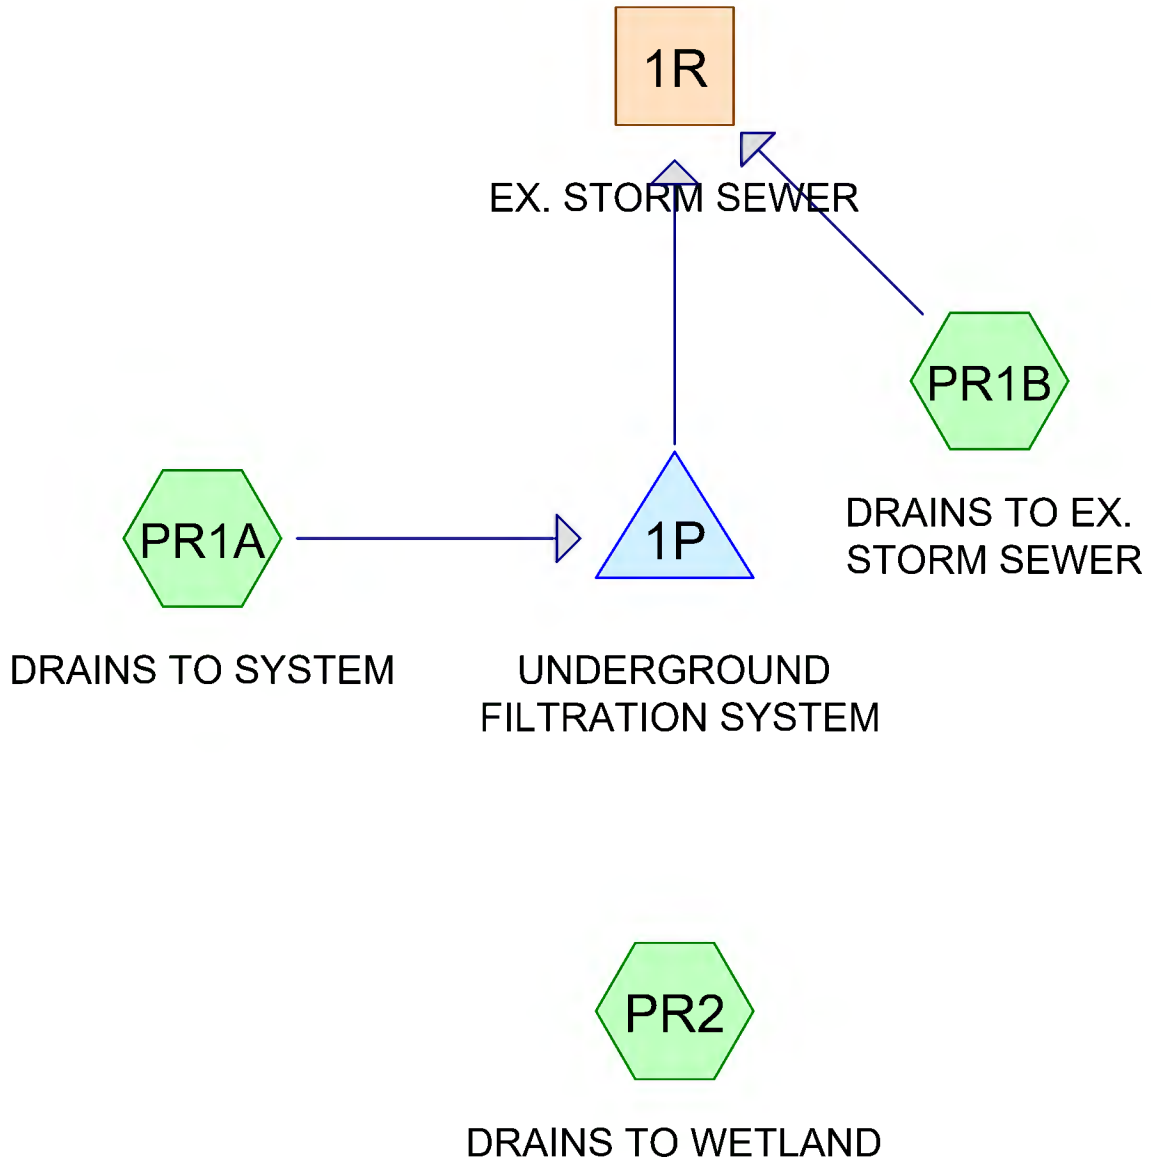 1R
EX. STORM SEWER
PR1B
DRAINS TO EX.
STORM SEWER
PR1A
1P
DRAINS TO SYSTEM
UNDERGROUND
FILTRATION SYSTEM
PR2
DRAINS TO WETLAND